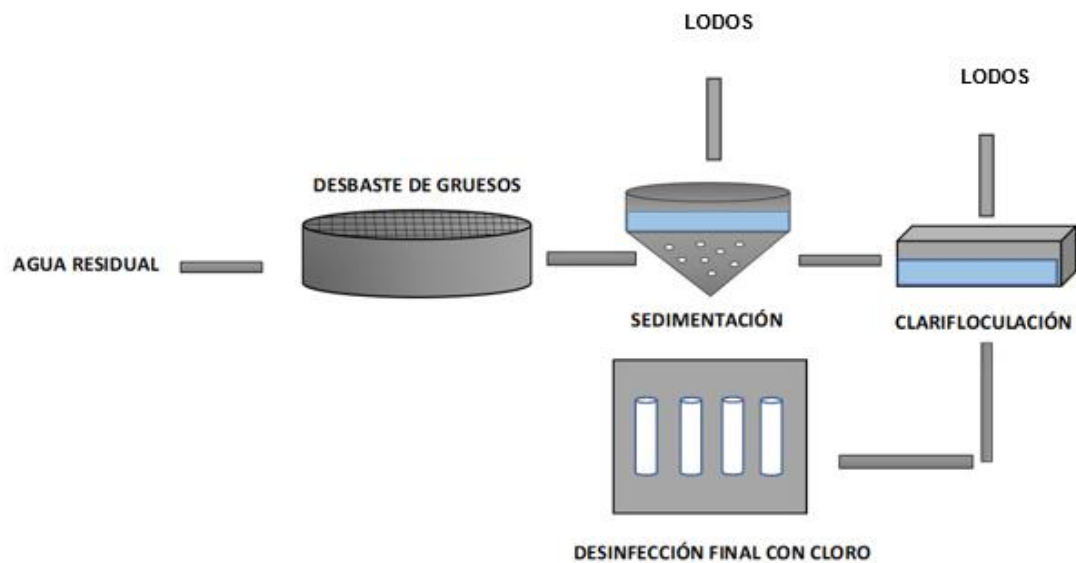 LODOS
LODOS
DESBASTE DE GRUESOS
AGUA RESIDUAL
SEDIMENTACIÓN
CLARIFLOCULACIÓN
DESINFECCIÓN FINAL CON CLORO